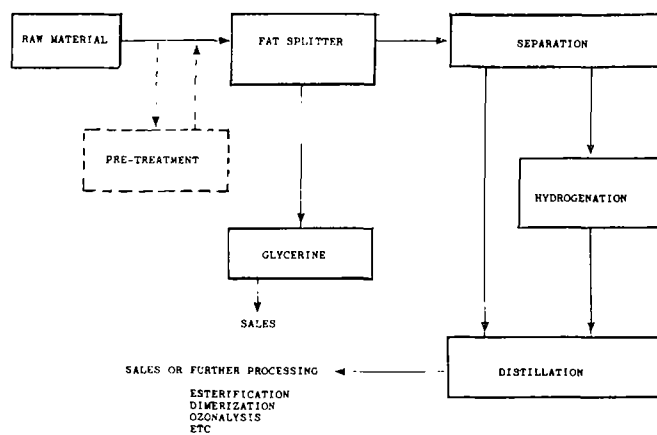 RAW MATERIAL
FAT SPLITTER
SEPARATION
PRE-TREATMENT
HYDROGENATION
GLYCERINE
SALES
DISTILLATION
SALES OR FURTHER PROCESSING
ESTERIFICATION
DIMERIZATION
OZONALYSIS
ETC